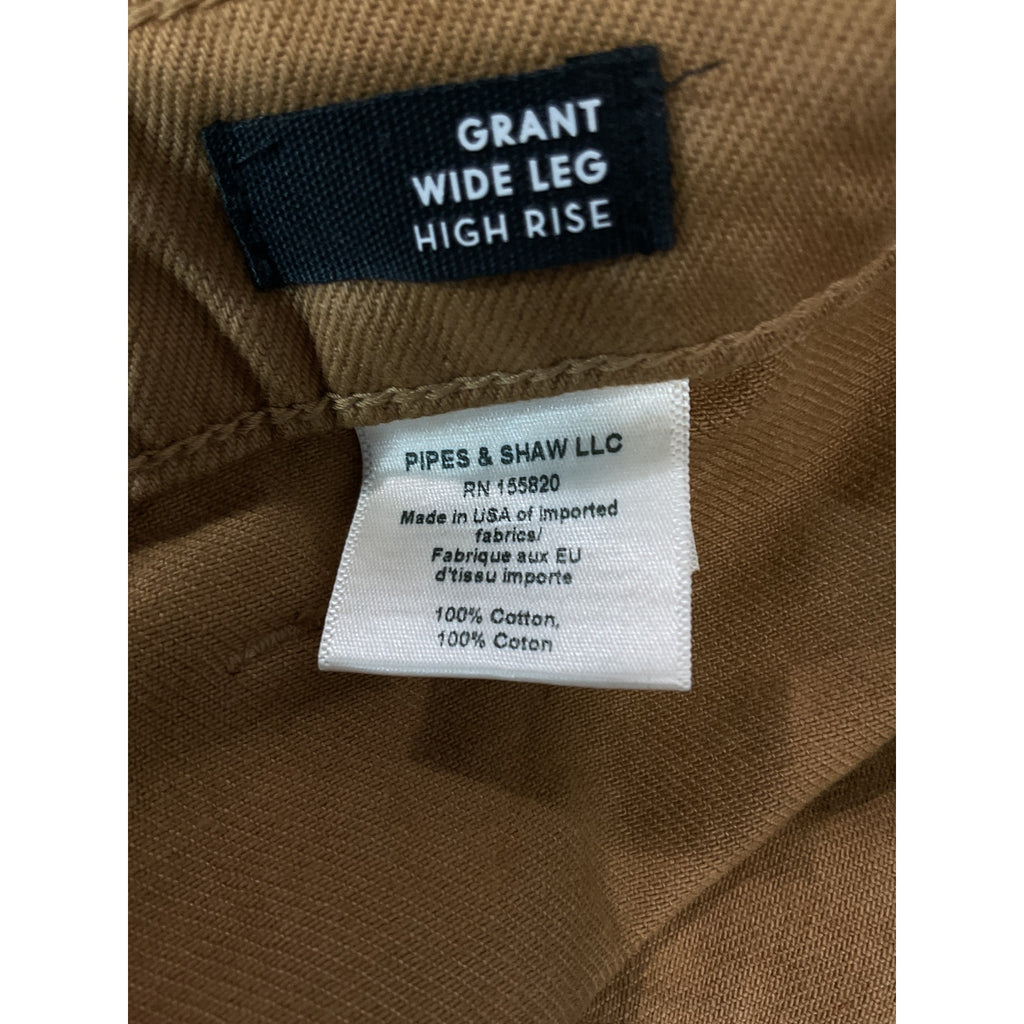 GRANT
WIDE LEG
HIGH RISE
PIPES & SHAW LLC
RN 155820
Made in USA of imported
fabrics/
Fabrique aux EU
d'tissu importe
100% Cotton,
100% Coton